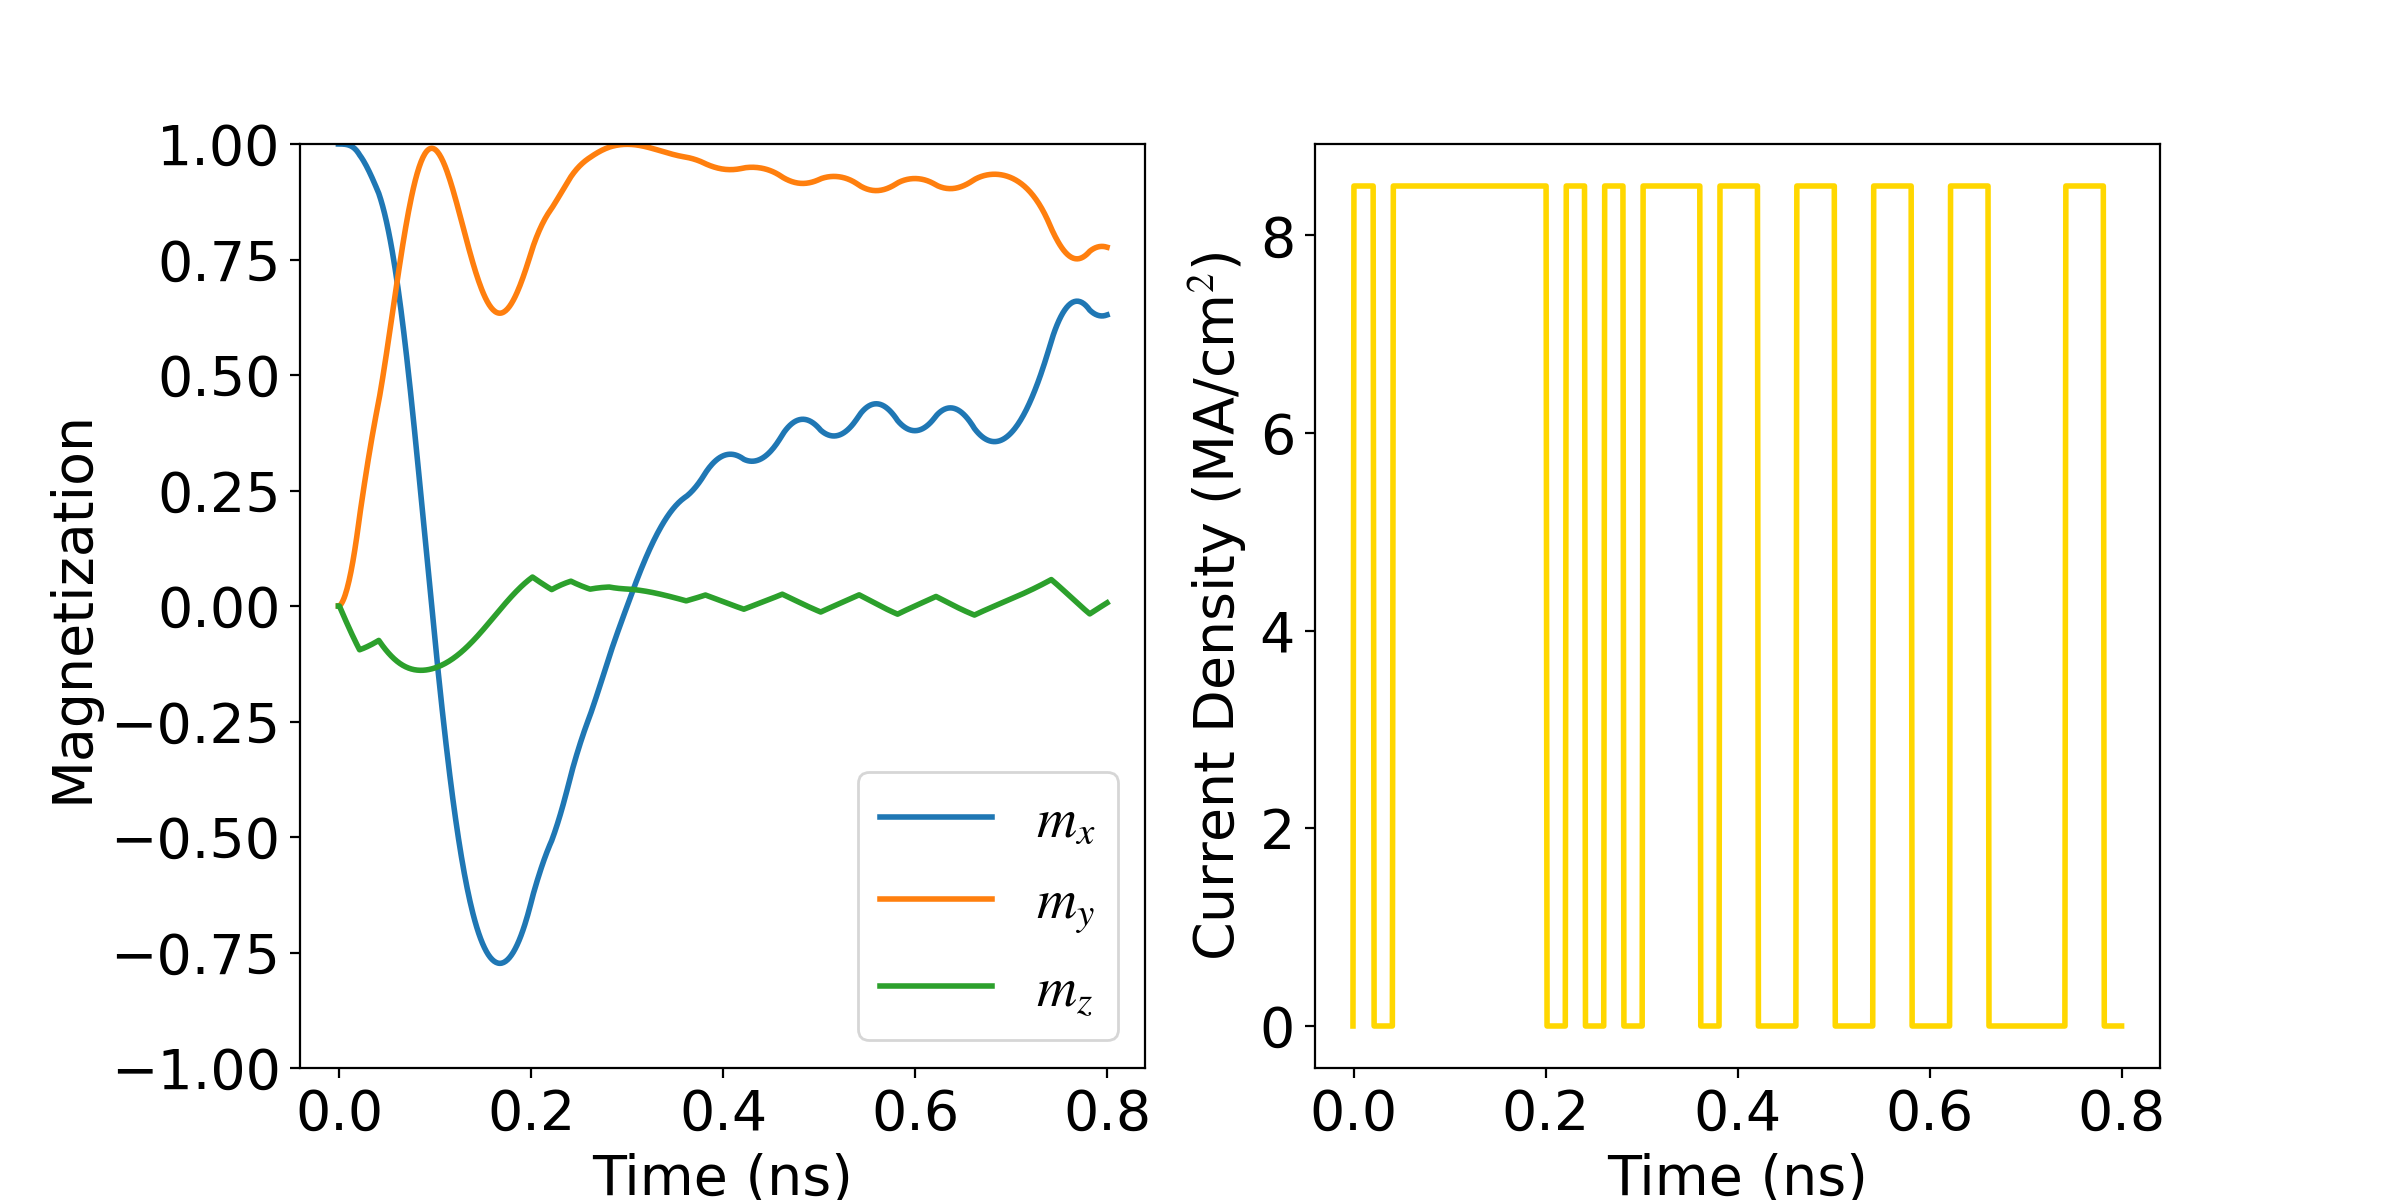 1.00
0.75
0.50
0.25
0.00
−0.25
−0.50
−0.75
−1.00
Magnetization
0.0 0.2 0.4 0.6 0.8
Time (ns)
m_x
m_y
m_z
8
6
4
2
0
Current Density (MA/cm²)
0.0 0.2 0.4 0.6 0.8
Time (ns)